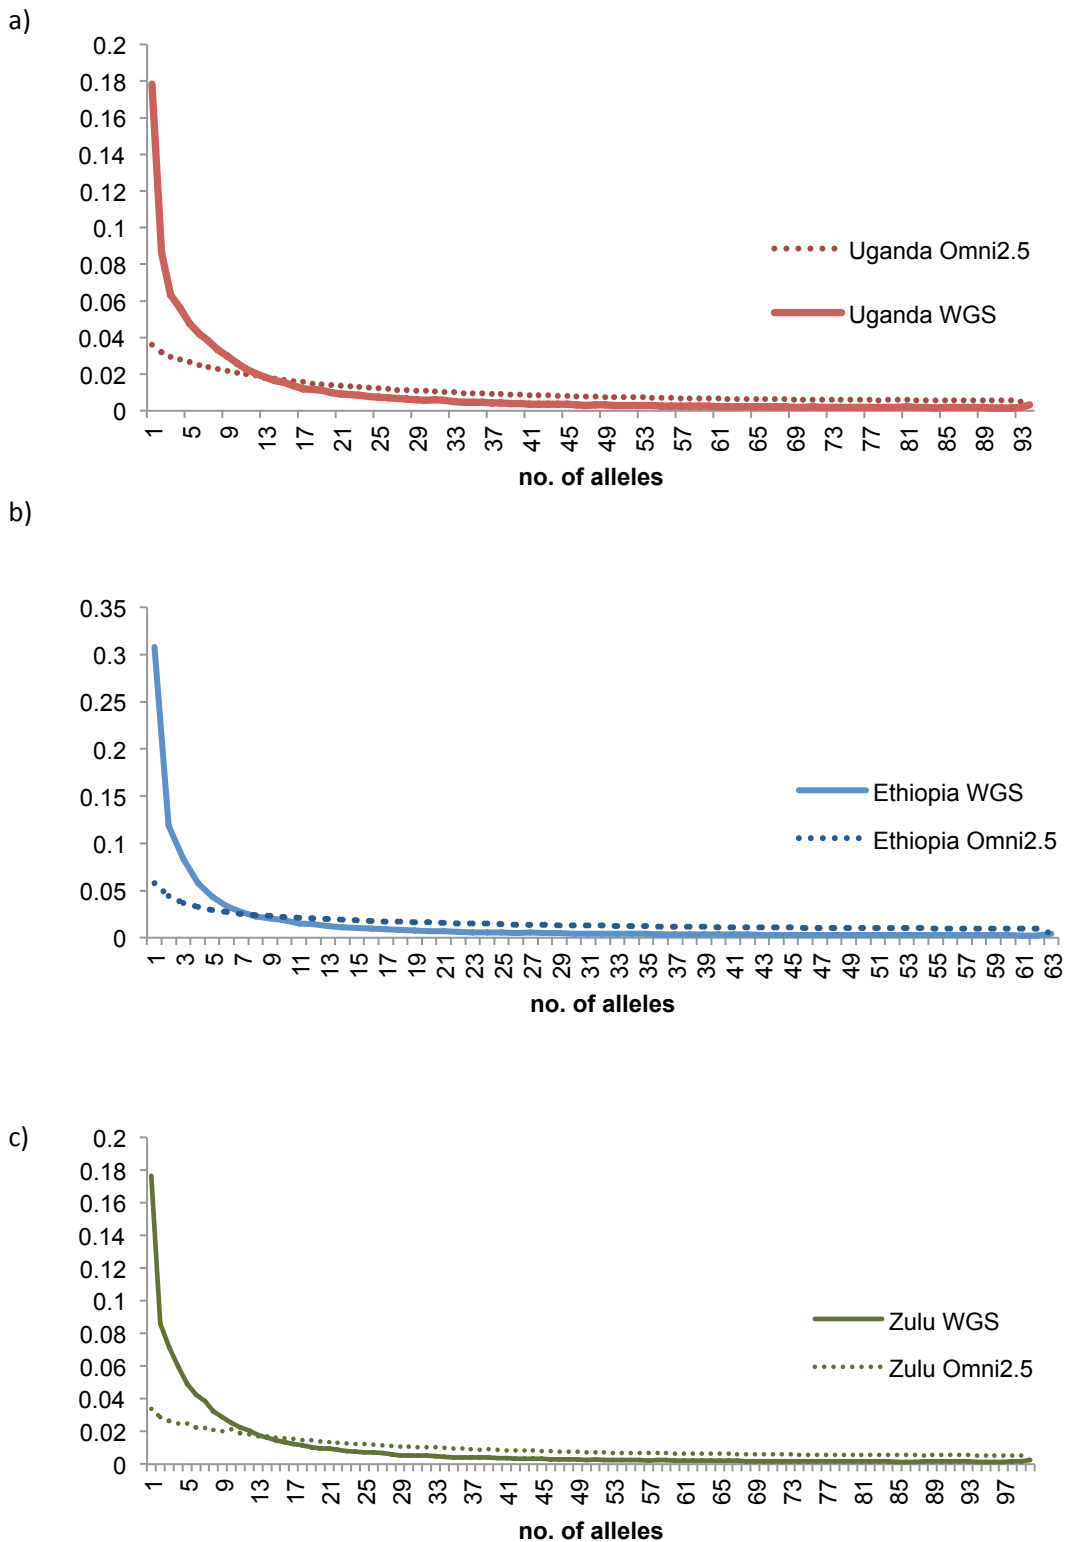 a)
0.2
0.18
0.16
0.14
0.12
0.1
0.08
0.06
0.04
0.02
0
Uganda Omni2.5
Uganda WGS
1 5 9 13 17 21 25 29 33 37 41 45 49 53 57 61 65 69 73 77 81 85 89 93
no. of alleles
b)
0.35
0.3
0.25
0.2
0.15
0.1
0.05
0
Ethiopia WGS
Ethiopia Omni2.5
1 3 5 7 9 11 13 15 17 19 21 23 25 27 29 31 33 35 37 39 41 43 45 47 49 51 53 55 57 59 61 63
no. of alleles
c)
0.2
0.18
0.16
0.14
0.12
0.1
0.08
0.06
0.04
0.02
0
Zulu WGS
Zulu Omni2.5
1 5 9 13 17 21 25 29 33 37 41 45 49 53 57 61 65 69 73 77 81 85 89 93 97
no. of alleles